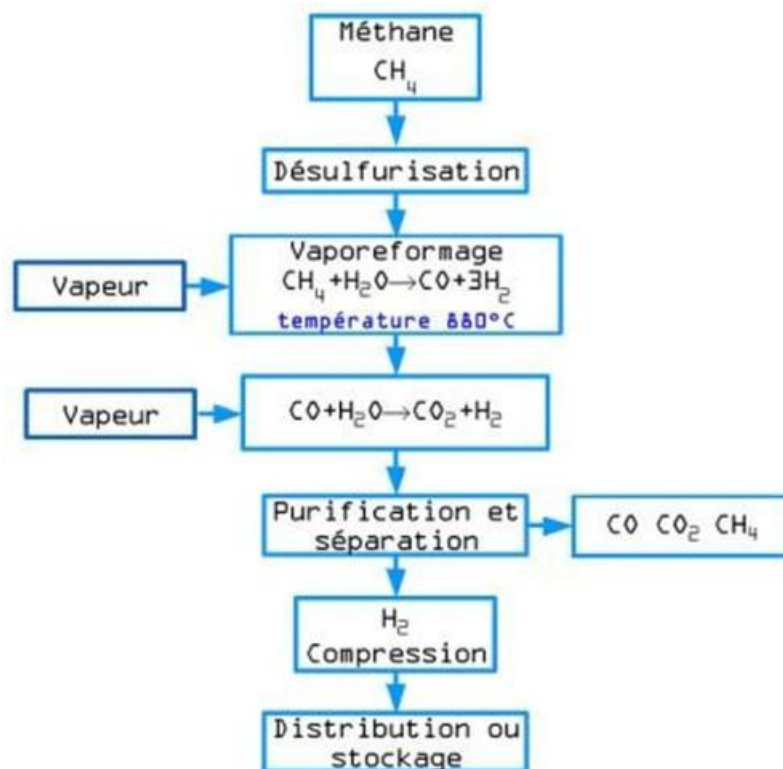 Méthane
CH₄
Désulfurisation
Vaporeformage
Vapeur
CH₄+H₂O→CO+3H₂
température 880°C
Vapeur
CO+H₂O→CO₂+H₂
Purification et
séparation
CO CO₂ CH₄
H₂
Compression
Distribution ou
stockage